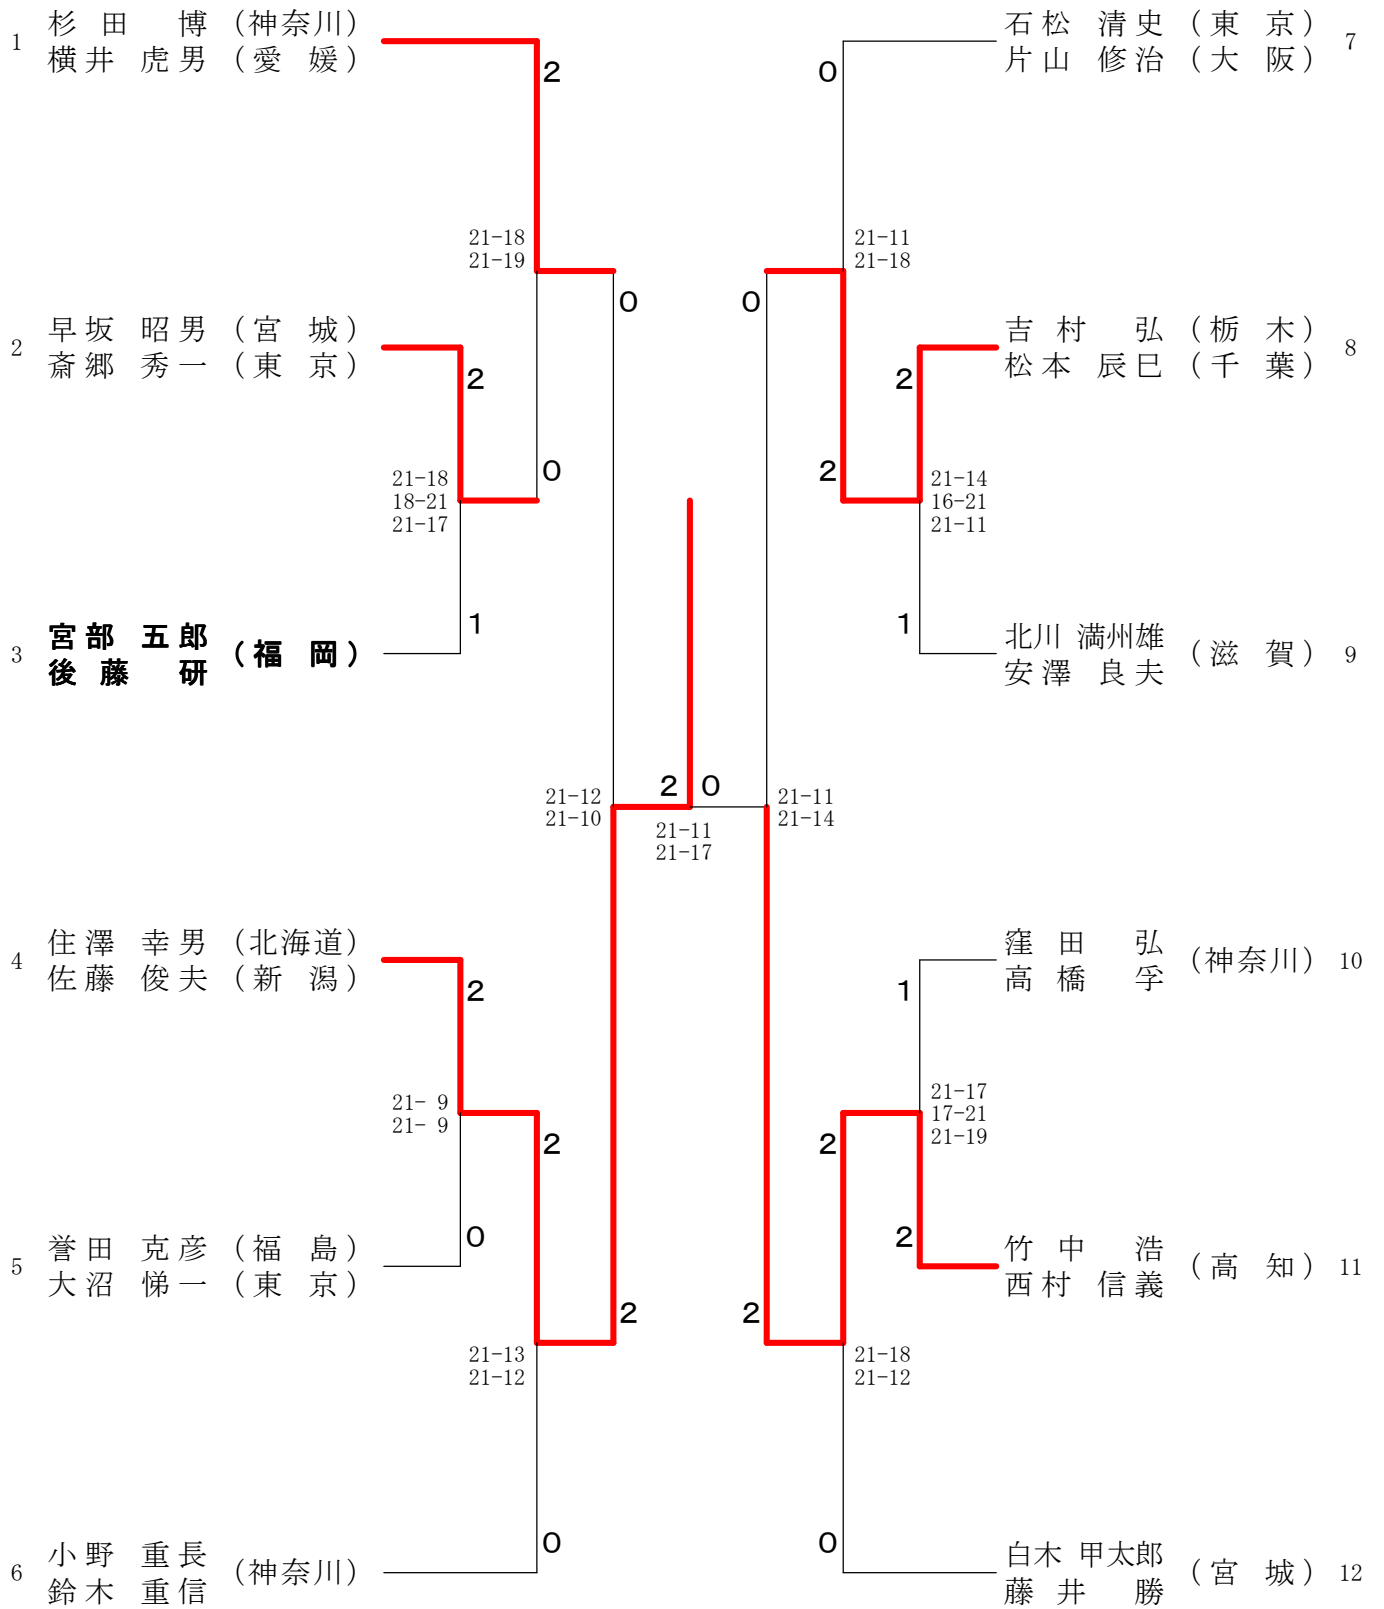 1 杉田 博 (神奈川)
横井 虎男 (愛媛)
2
21-18
21-19
0
2 早坂 昭男 (宮城)
斎郷 秀一 (東京)
2
21-18
18-21
21-17
0
1
3 宮部 五郎 (福岡)
後藤 研
21-12
21-10
2 0
21-11
21-17
4 住澤 幸男 (北海道)
佐藤 俊夫 (新潟)
2
21- 9
21- 9
2
0
5 誉田 克彦 (福島)
大沼 悌一 (東京)
2
21-13
21-12
0
6 小野 重長 (神奈川)
鈴木 重信
石松 清史 (東京) 7
片山 修治 (大阪)
0
21-11
21-18
0
吉村 弘 (栃木) 8
松本 辰巳 (千葉)
2
2
21-14
16-21
21-11
1
北川 満州雄 (滋賀) 9
安澤 良夫
21-11
21-14
窪田 弘 (神奈川) 10
高橋 孚
1
21-17
17-21
21-19
2
2
竹中 浩 (高知) 11
西村 信義
2
21-18
21-12
0
白木 甲太郎 (宮城) 12
藤井 勝